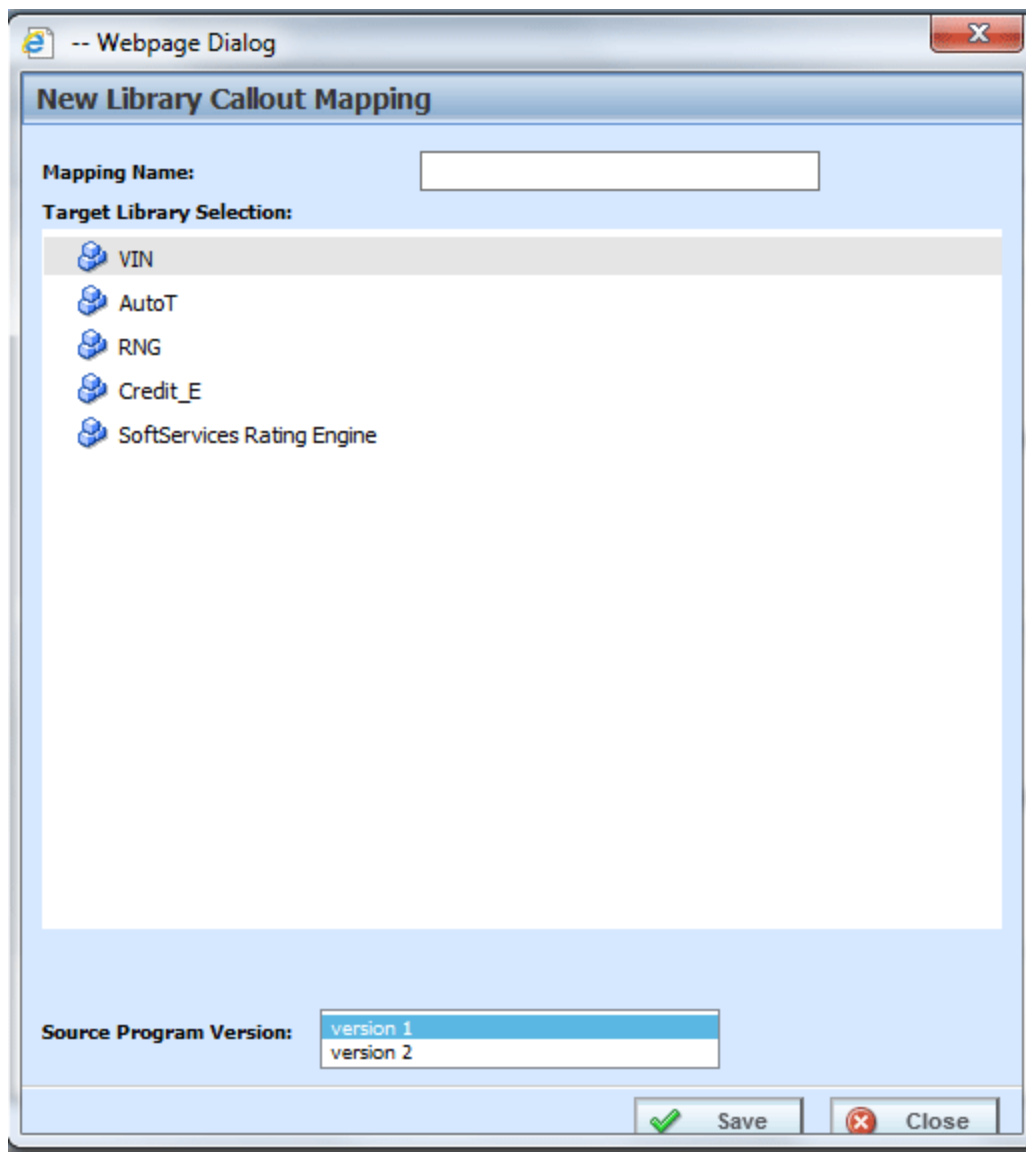 -- Webpage Dialog
New Library Callout Mapping
Mapping Name:
Target Library Selection:
VIN
AutoT
RNG
Credit_E
SoftServices Rating Engine
Source Program Version:
version 1
version 2
Save
Close